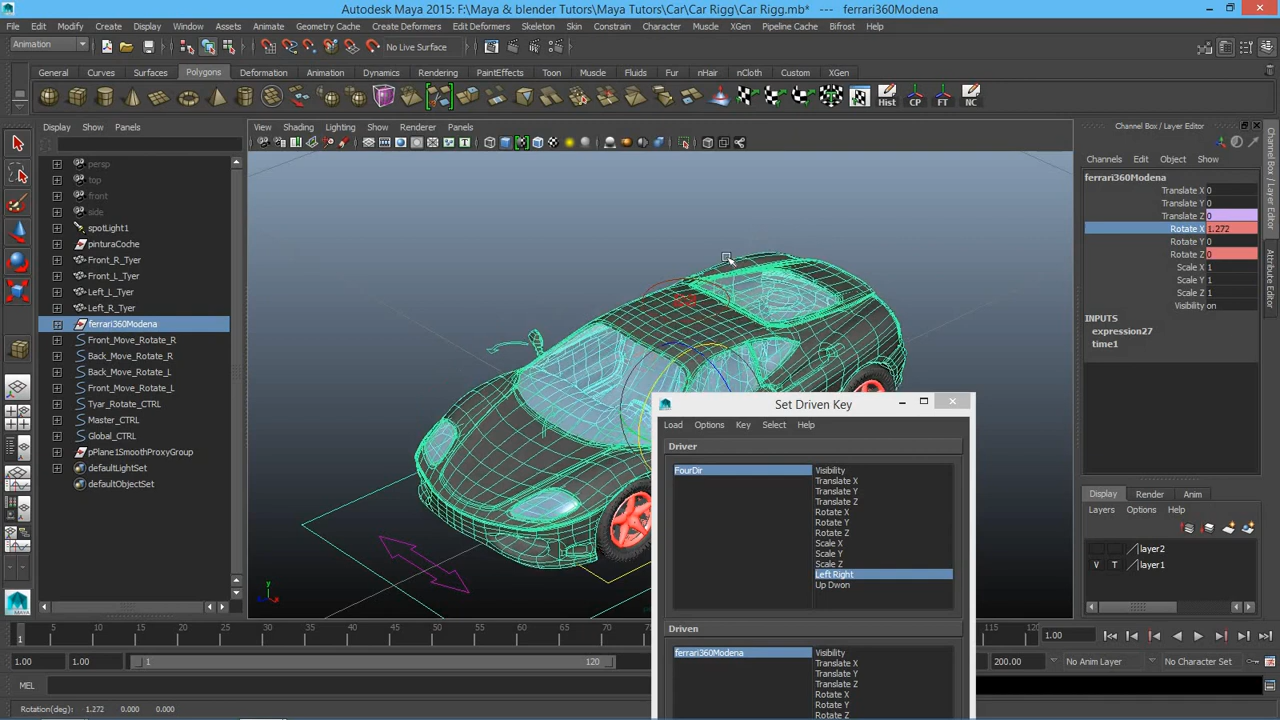 Autodesk Maya 2015: F:\Maya & blender Tutors\Maya Tutors\Car\Car Rigg\Car Rigg.mb* --- ferrari360Modena
File Edit Modify Create Display Window Assets Animate Geometry Cache Create Deformers Edit Deformers Skeleton Skin Constrain Character Muscle XGen Pipeline Cache Bifrost Help
Animation No Live Surface
General Curves Surfaces Polygons Deformation Animation Dynamics Rendering PaintEffects Toon Muscle Fluids Fur nHair nCloth Custom XGen
Hist CP FT NC
Display Show Panels
View Shading Lighting Show Renderer Panels
Channel Box / Layer Editor
persp
top
front
side
spotLight1
pinturaCoche
Front_R_Tyer
Front_L_Tyer
Left_L_Tyer
Left_R_Tyer
ferrari360Modena
Front_Move_Rotate_R
Back_Move_Rotate_R
Back_Move_Rotate_L
Front_Move_Rotate_L
Tyar_Rotate_CTRL
Master_CTRL
Global_CTRL
pPlane1SmoothProxyGroup
defaultLightSet
defaultObjectSet
Channels Edit Object Show
ferrari360Modena
Translate X 0
Translate Y 0
Translate Z 0
Rotate X 1.272
Rotate Y 0
Rotate Z 0
Scale X 1
Scale Y 1
Scale Z 1
Visibility on
INPUTS
expression27
time1
Channel Box / Layer Editor
Attribute Editor
Set Driven Key
Load Options Key Select Help
Driver
FourDir
Visibility
Translate X
Translate Y
Translate Z
Rotate X
Rotate Y
Rotate Z
Scale X
Scale Y
Scale Z
Left Right
Up Dwon
Driven
ferrari360Modena
Visibility
Translate X
Translate Y
Translate Z
Rotate X
Rotate Y
Rotate Z
Display Render Anim
Layers Options Help
layer2
V T layer1
y
x
z
1 5 10 15 20 25 30 35 40 45 50 55 60 65 70 75 115 120
1.00
1.00 1.00 1 120 200.00 No Anim Layer No Character Set
MEL
Rotation(deg): 1.272 0.000 0.000